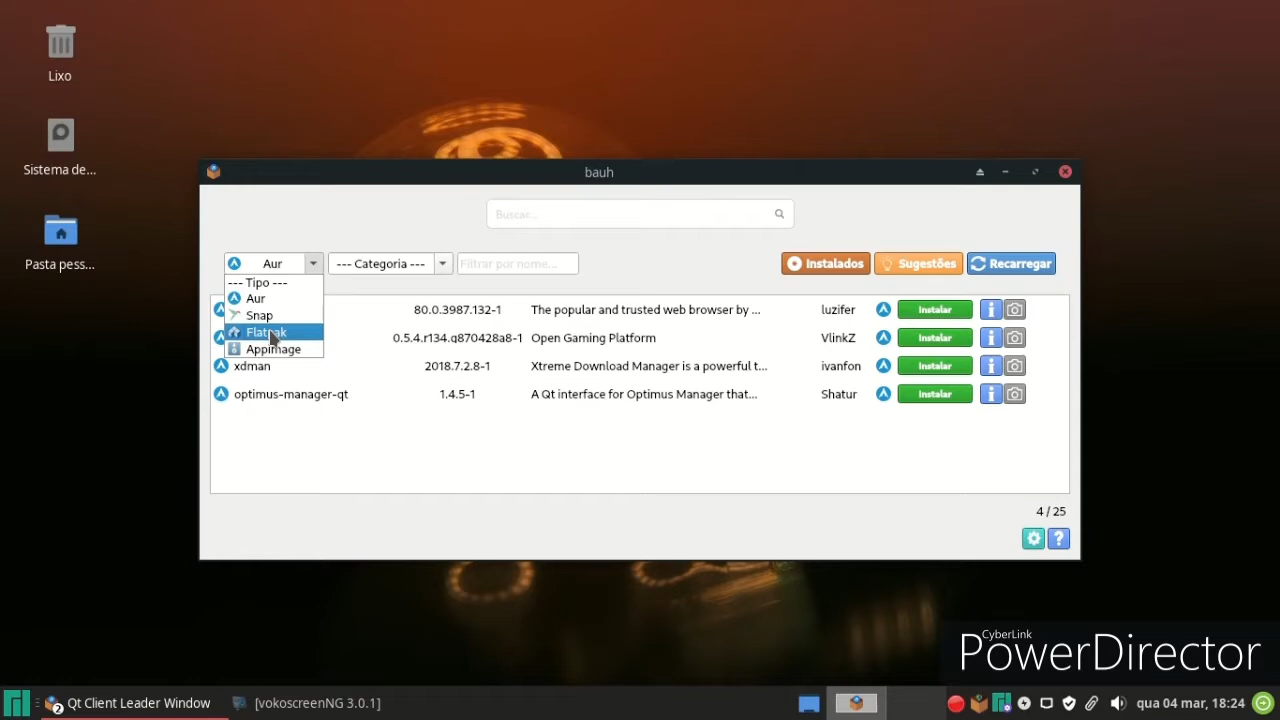 Lixo
Sistema de...
Pasta pess...
bauh
Buscar...
Aur
--- Categoria ---
Filtrar por nome...
Instalados
Sugestões
Recarregar
--- Tipo ---
Aur
Snap
Flatpak
AppImage
80.0.3987.132-1 The popular and trusted web browser by ... luzifer Instalar
0.5.4.r134.q870428a8-1 Open Gaming Platform VlinkZ Instalar
xdman 2018.7.2.8-1 Xtreme Download Manager is a powerful t... ivanfon Instalar
optimus-manager-qt 1.4.5-1 A Qt interface for Optimus Manager that... Shatur Instalar
4 / 25
CyberLink
PowerDirector
2 Qt Client Leader Window
[vokoscreenNG 3.0.1]
qua 04 mar, 18:24